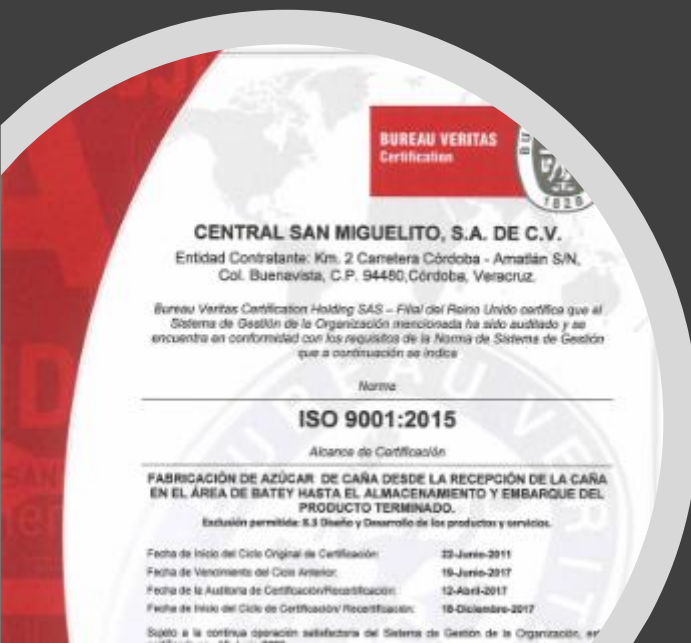 BUREAU VERITAS
Certification
1828
CENTRAL SAN MIGUELITO, S.A. DE C.V.
Entidad Contratante: Km. 2 Carretera Córdoba - Amatlán S/N,
Col. Buenavista, C.P. 94480,Córdoba, Veracruz.
Bureau Veritas Certification Holding SAS – Filial del Reino Unido certifica que el
Sistema de Gestión de la Organización mencionada ha sido auditado y se
encuentra en conformidad con los requisitos de la Norma de Sistema de Gestión
que a continuación se indica
Norma
ISO 9001:2015
Alcance de Certificación
FABRICACIÓN DE AZÚCAR DE CAÑA DESDE LA RECEPCIÓN DE LA CAÑA
EN EL ÁREA DE BATEY HASTA EL ALMACENAMIENTO Y EMBARQUE DEL
PRODUCTO TERMINADO.
Exclusión permitida: 8.3 Diseño y Desarrollo de los productos y servicios.
Fecha de Inicio del Ciclo Original de Certificación: 22-Junio-2011
Fecha de Vencimiento del Ciclo Anterior: 19-Junio-2017
Fecha de la Auditoria de Certificación/Recertificación: 12-Abril-2017
Fecha de Inicio del Ciclo de Certificación/ Recertificación: 18-Diciembre-2017
Sujeto a la continua operación satisfactoria del Sistema de Gestión de la Organización,